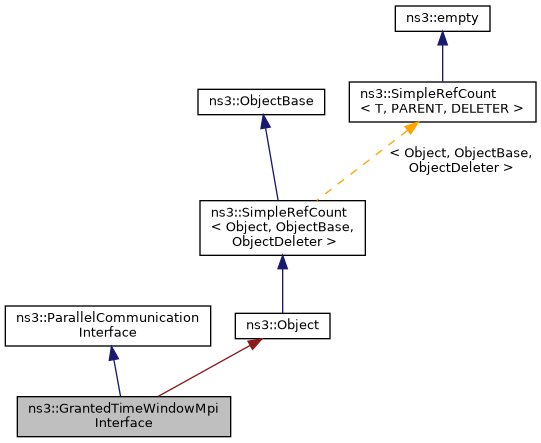 ns3::empty
ns3::SimpleRefCount
< T, PARENT, DELETER >
ns3::ObjectBase
< Object, ObjectBase,
ObjectDeleter >
ns3::SimpleRefCount
< Object, ObjectBase,
ObjectDeleter >
ns3::ParallelCommunication
Interface
ns3::Object
ns3::GrantedTimeWindowMpi
Interface